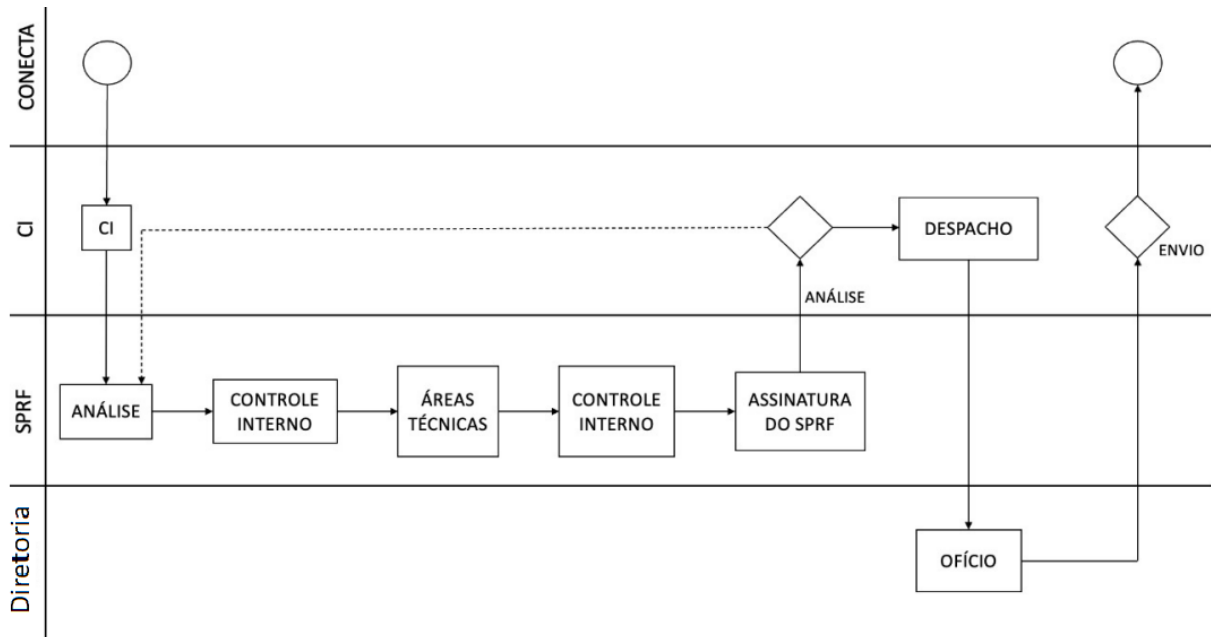 CONECTA
CI
CI
DESPACHO
ENVIO
ANÁLISE
SPRF
ANÁLISE
CONTROLE
INTERNO
ÁREAS
TÉCNICAS
CONTROLE
INTERNO
ASSINATURA
DO SPRF
Diretoria
OFÍCIO